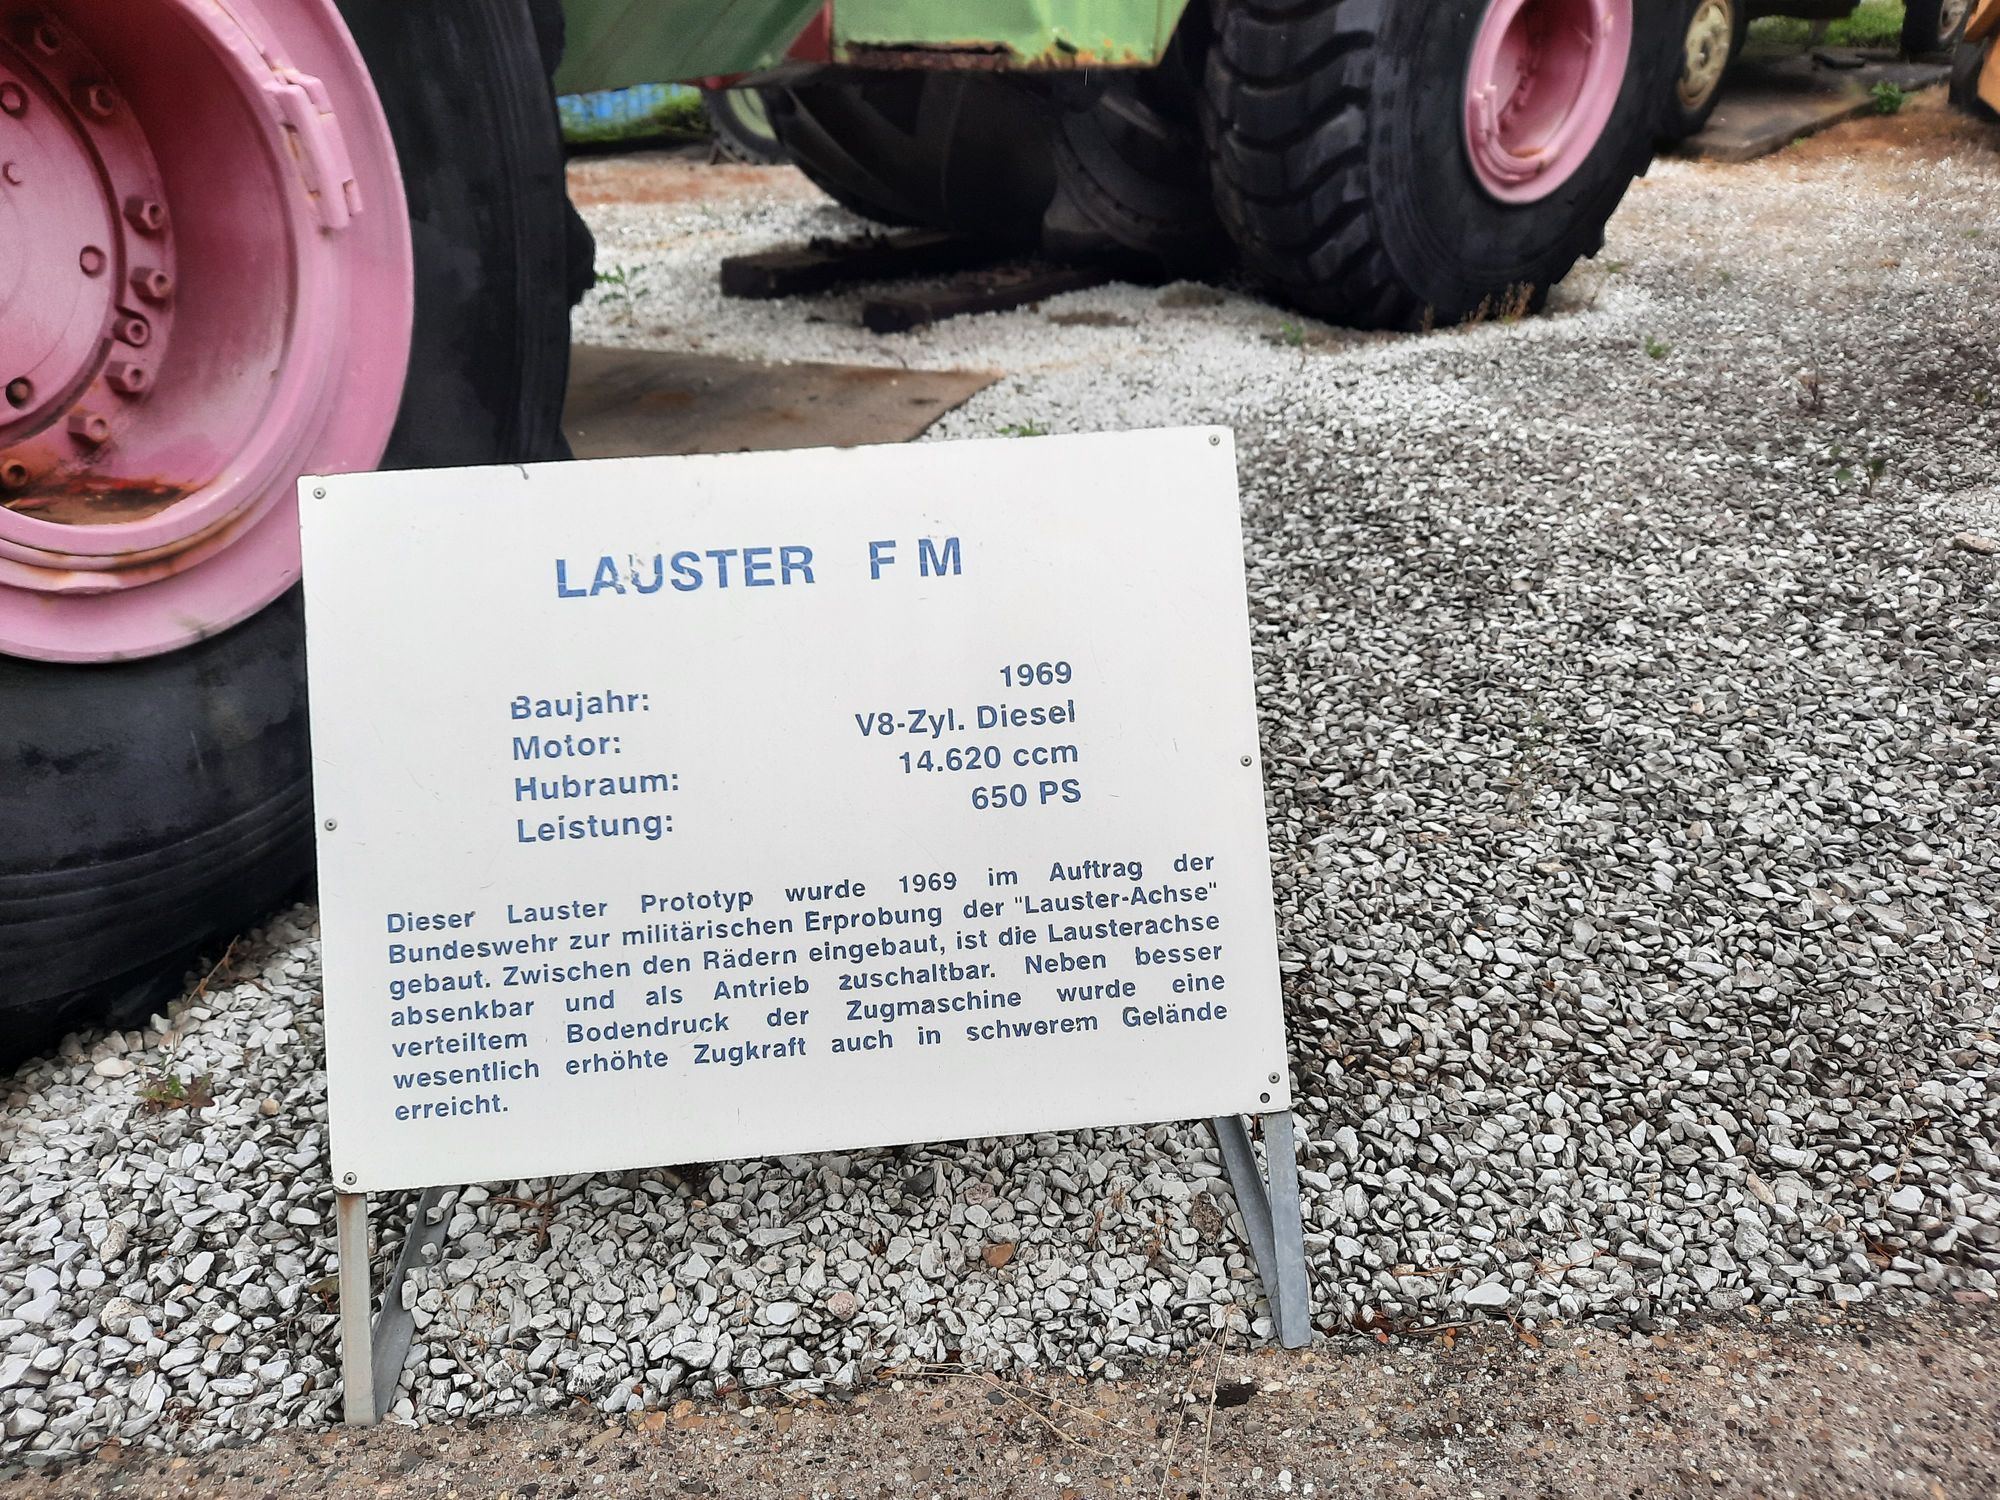 LAUSTER FM
Baujahr: 1969
Motor: V8-Zyl. Diesel
Hubraum: 14.620 ccm
Leistung: 650 PS
Dieser Lauster Prototyp wurde 1969 im Auftrag der
Bundeswehr zur militärischen Erprobung der "Lauster-Achse"
gebaut. Zwischen den Rädern eingebaut, ist die Lausterachse
absenkbar und als Antrieb zuschaltbar. Neben besser
verteiltem Bodendruck der Zugmaschine wurde eine
wesentlich erhöhte Zugkraft auch in schwerem Gelände
erreicht.